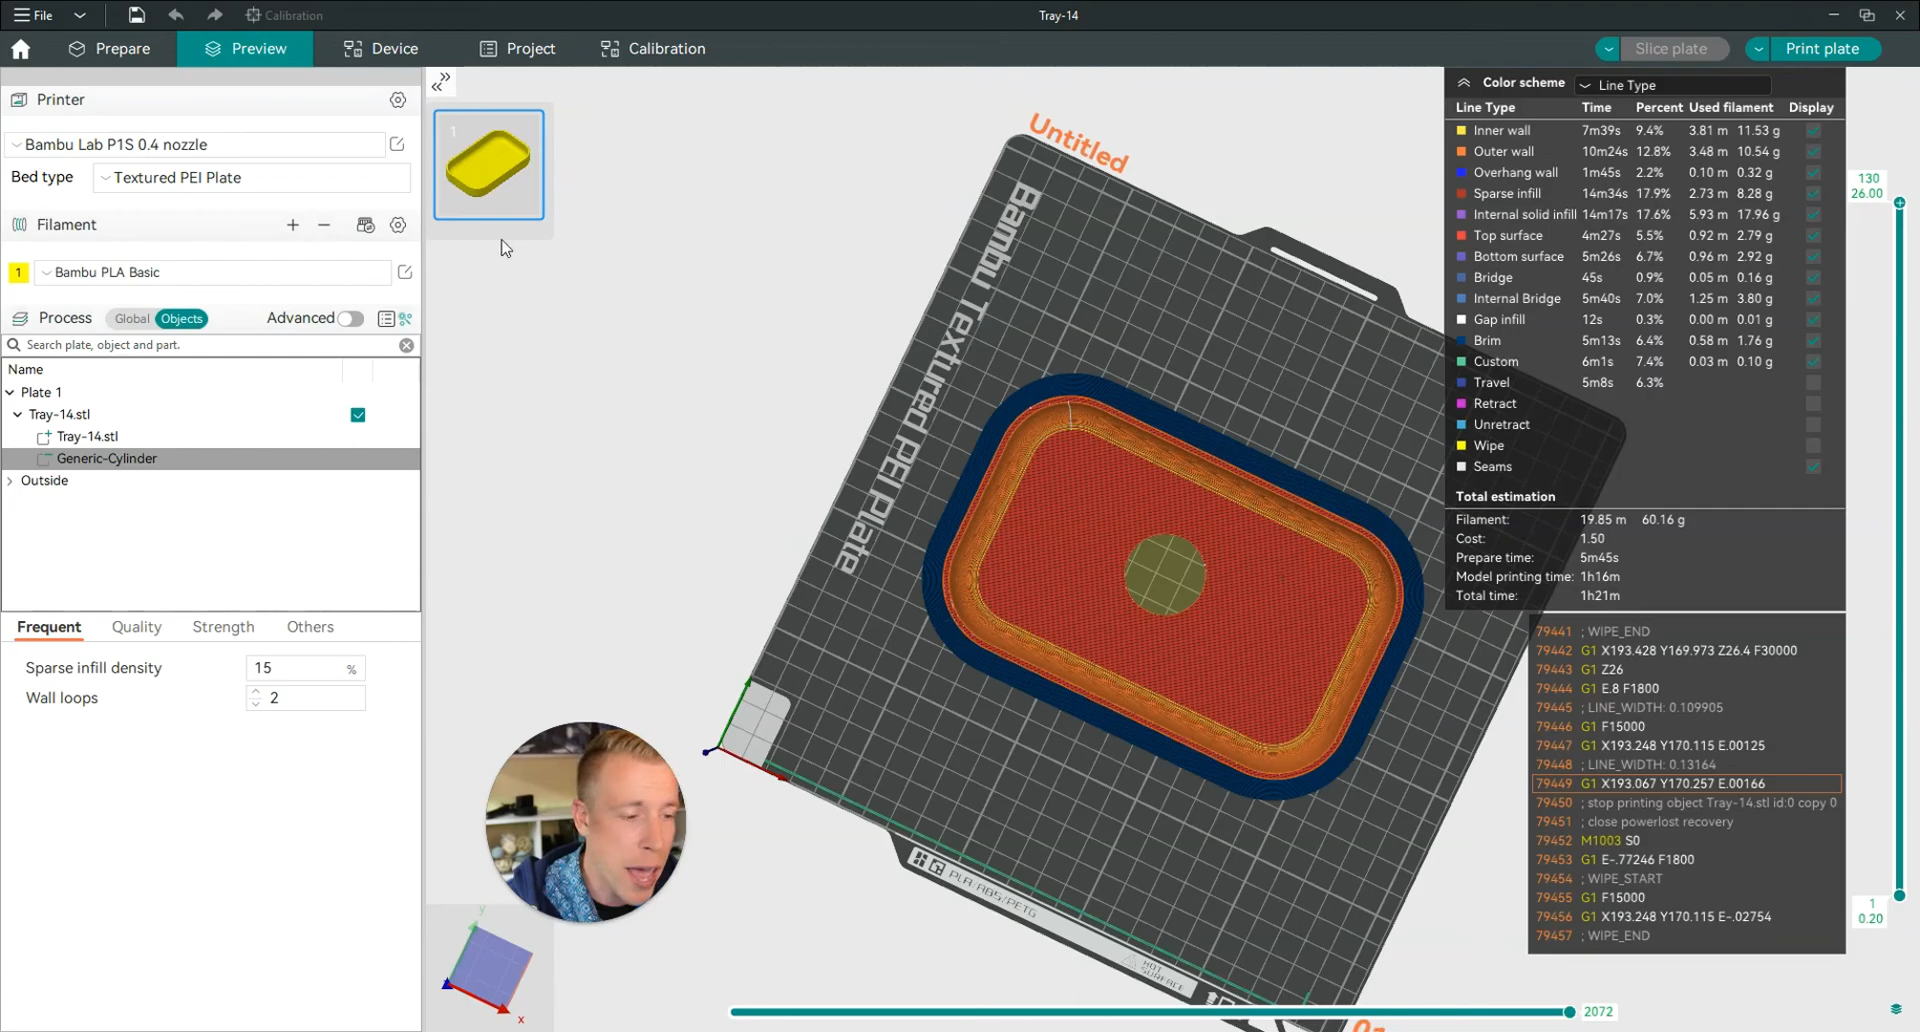 File
Calibration
Tray-14
Prepare
Preview
Device
Project
Calibration
Slice plate
Print plate
Printer
Bambu Lab P1S 0.4 nozzle
Bed type
Textured PEI Plate
Filament
1
Bambu PLA Basic
Process
Global
Objects
Advanced
Search plate, object and part.
Name
Plate 1
Tray-14.stl
Tray-14.stl
Generic-Cylinder
Outside
Frequent
Quality
Strength
Others
Sparse infill density
15
%
Wall loops
2
1
Untitled
Bambu Textured PEI Plate
PLA/ABS/PETG
HOT SURFACE
y
x
Color scheme
Line Type
Line Type Time Percent Used filament Display
Inner wall 7m39s 9.4% 3.81 m 11.53 g
Outer wall 10m24s 12.8% 3.48 m 10.54 g
Overhang wall 1m45s 2.2% 0.10 m 0.32 g
Sparse infill 14m34s 17.9% 2.73 m 8.28 g
Internal solid infill 14m17s 17.6% 5.93 m 17.96 g
Top surface 4m27s 5.5% 0.92 m 2.79 g
Bottom surface 5m26s 6.7% 0.96 m 2.92 g
Bridge 45s 0.9% 0.05 m 0.16 g
Internal Bridge 5m40s 7.0% 1.25 m 3.80 g
Gap infill 12s 0.3% 0.00 m 0.01 g
Brim 5m13s 6.4% 0.58 m 1.76 g
Custom 6m1s 7.4% 0.03 m 0.10 g
Travel 5m8s 6.3%
Retract
Unretract
Wipe
Seams
Total estimation
Filament: 19.85 m 60.16 g
Cost: 1.50
Prepare time: 5m45s
Model printing time: 1h16m
Total time: 1h21m
79441 ; WIPE_END
79442 G1 X193.428 Y169.973 Z26.4 F30000
79443 G1 Z26
79444 G1 E.8 F1800
79445 ; LINE_WIDTH: 0.109905
79446 G1 F15000
79447 G1 X193.248 Y170.115 E.00125
79448 ; LINE_WIDTH: 0.13164
79449 G1 X193.067 Y170.257 E.00166
79450 ; stop printing object Tray-14.stl id:0 copy 0
79451 ; close powerlost recovery
79452 M1003 S0
79453 G1 E-.77246 F1800
79454 ; WIPE_START
79455 G1 F15000
79456 G1 X193.248 Y170.115 E-.02754
79457 ; WIPE_END
130
26.00
1
0.20
2072